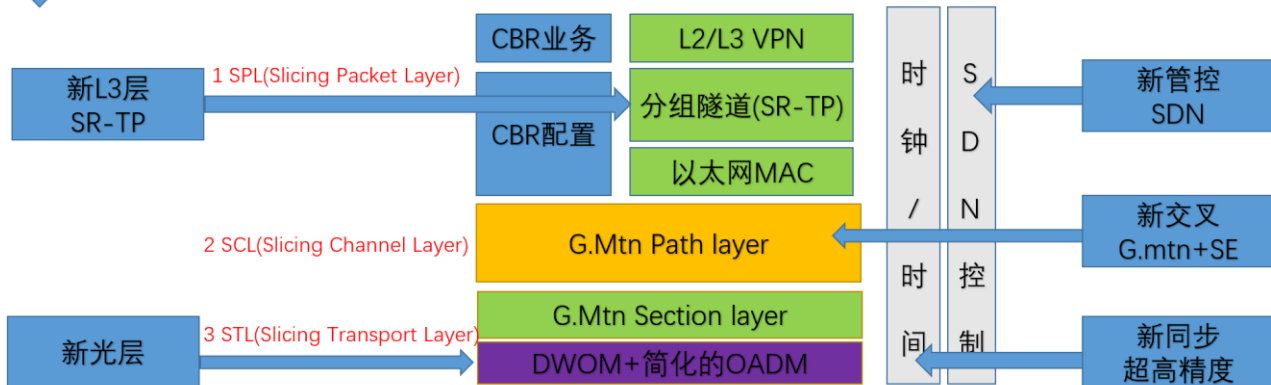 CBR业务
L2/L3 VPN
新L3层
SR-TP
1 SPL(Slicing Packet Layer)
CBR配置
分组隧道(SR-TP)
以太网MAC
2 SCL(Slicing Channel Layer)
G.Mtn Path layer
新光层
3 STL(Slicing Transport Layer)
G.Mtn Section layer
DWOM+简化的OADM
时钟/时间
SDN控制
新管控
SDN
新交叉
G.mtn+SE
新同步
超高精度